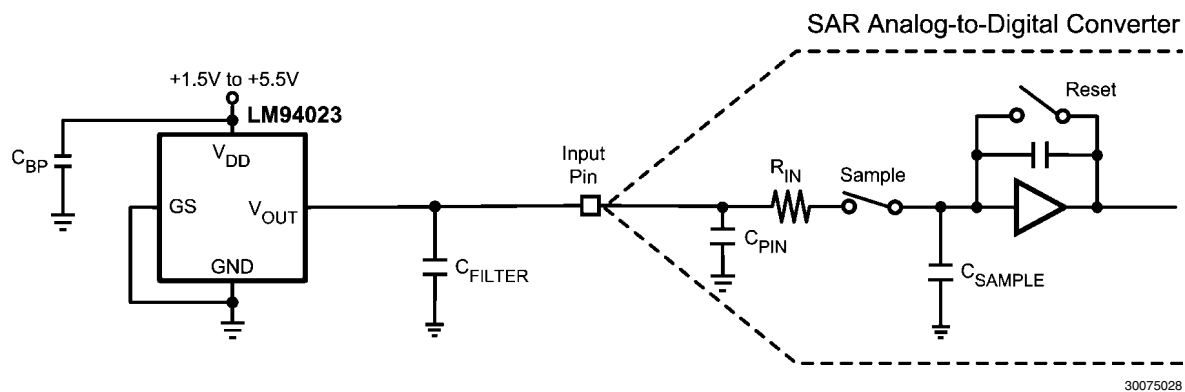 SAR Analog-to-Digital Converter
+1.5V to +5.5V
LM94023
Reset
C_BP
V_DD
Input
Pin
R_IN
Sample
GS
V_OUT
C_PIN
GND
C_FILTER
C_SAMPLE
30075028